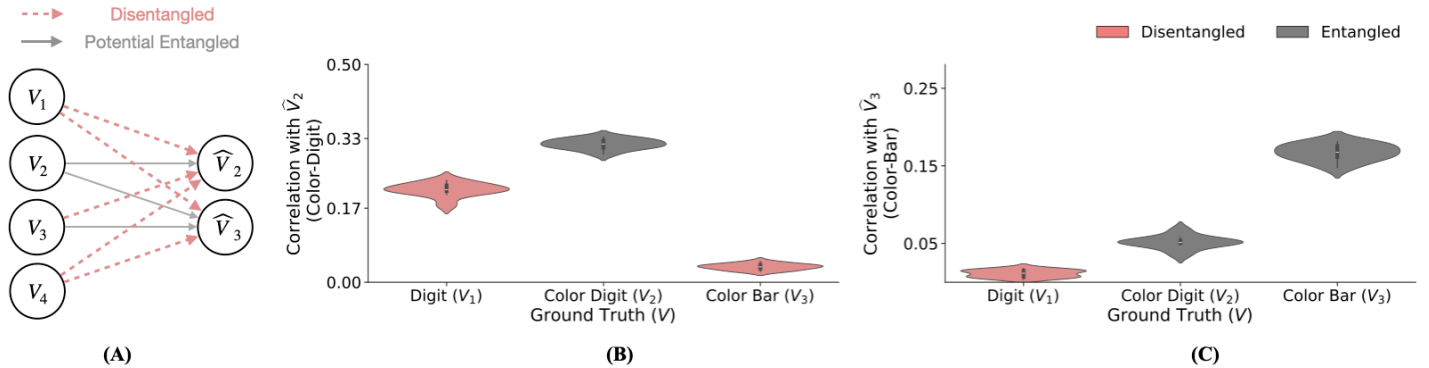 Disentangled
Potential Entangled
V₁
V₂
V₃
V₄
V̂₂
V̂₃
(A)
Correlation with V̂₂
(Color-Digit)
0.50
0.33
0.17
0.00
Digit (V₁)
Color Digit (V₂)
Color Bar (V₃)
Ground Truth (V)
(B)
Disentangled
Entangled
Correlation with V̂₃
(Color-Bar)
0.25
0.15
0.05
Digit (V₁)
Color Digit (V₂)
Color Bar (V₃)
Ground Truth (V)
(C)